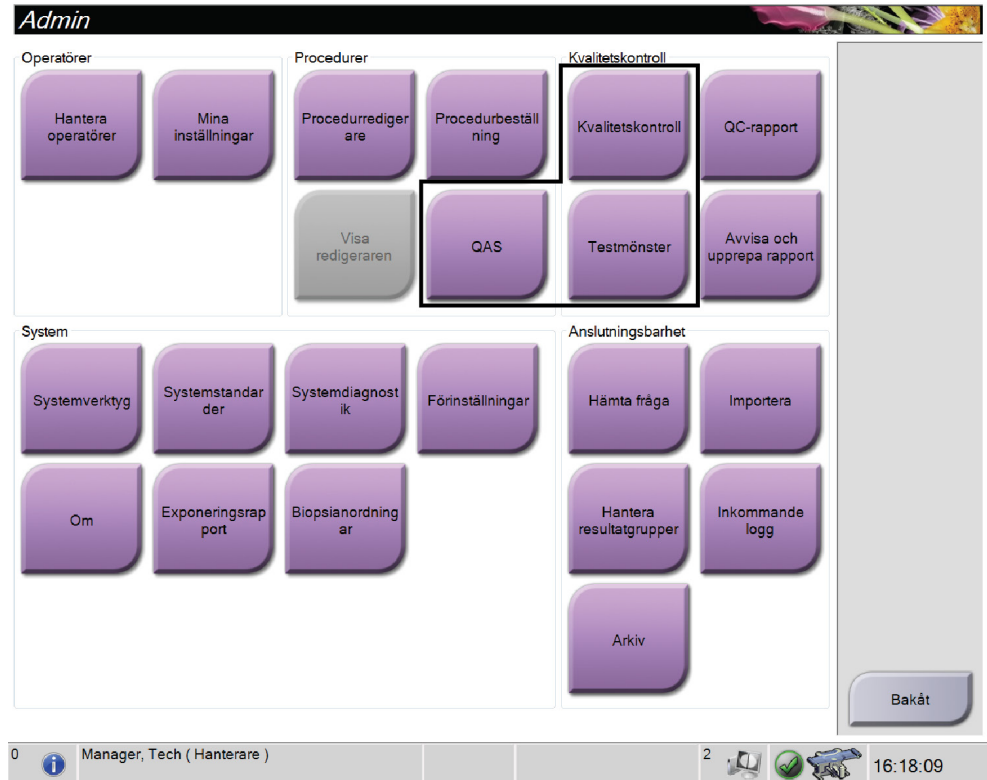 Admin
Operatörer
Hantera
operatörer
Mina
inställningar
Procedurer
Procedurrediger
are
Procedurbeställ
ning
Visa
redigeraren
QAS
Kvalitetskontroll
Kvalitetskontroll
QC-rapport
Testmönster
Avvisa och
upprepa rapport
System
Systemverktyg
Systemstandar
der
Systemdiagnost
ik
Förinställningar
Om
Exponeringsrap
port
Biopsianordning
ar
Anslutningsbarhet
Hämta fråga
Importera
Hantera
resultatgrupper
Inkommande
logg
Arkiv
Bakåt
0
Manager, Tech ( Hanterare )
2
16:18:09